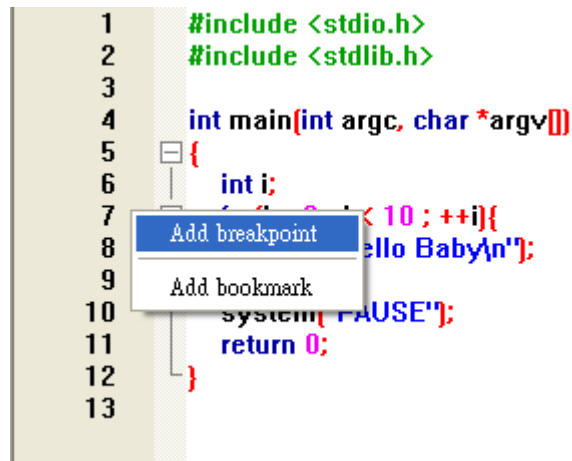 1 #include <stdio.h>
2 #include <stdlib.h>
3
4 int main(int argc, char *argv[])
5 {
6 int i;
7 < 10 ; ++i){
Add breakpoint
8 ello Baby\n");
9
Add bookmark
10 system("PAUSE");
11 return 0;
12 }
13